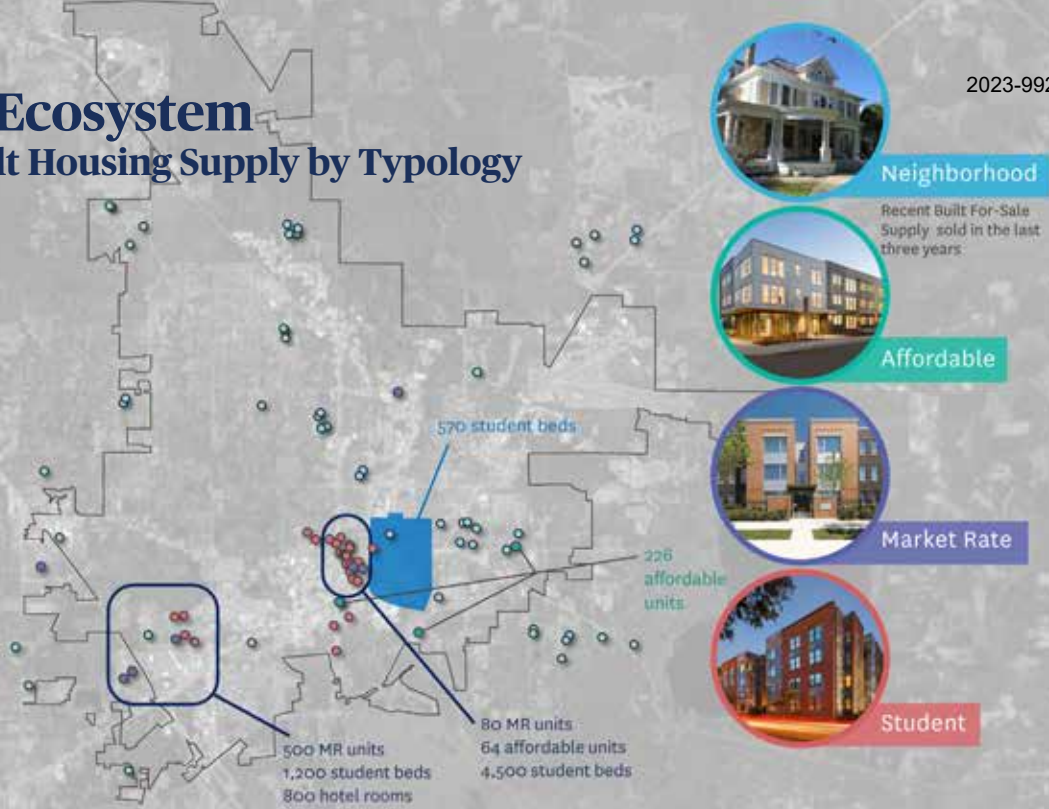 2023-992
Ecosystem
lt Housing Supply by Typology
Neighborhood
Recent Built For-Sale
Supply sold in the last
three years
Affordable
Market Rate
Student
570 student beds
226
affordable
units
80 MR units
64 affordable units
4,500 student beds
500 MR units
1,200 student beds
800 hotel rooms